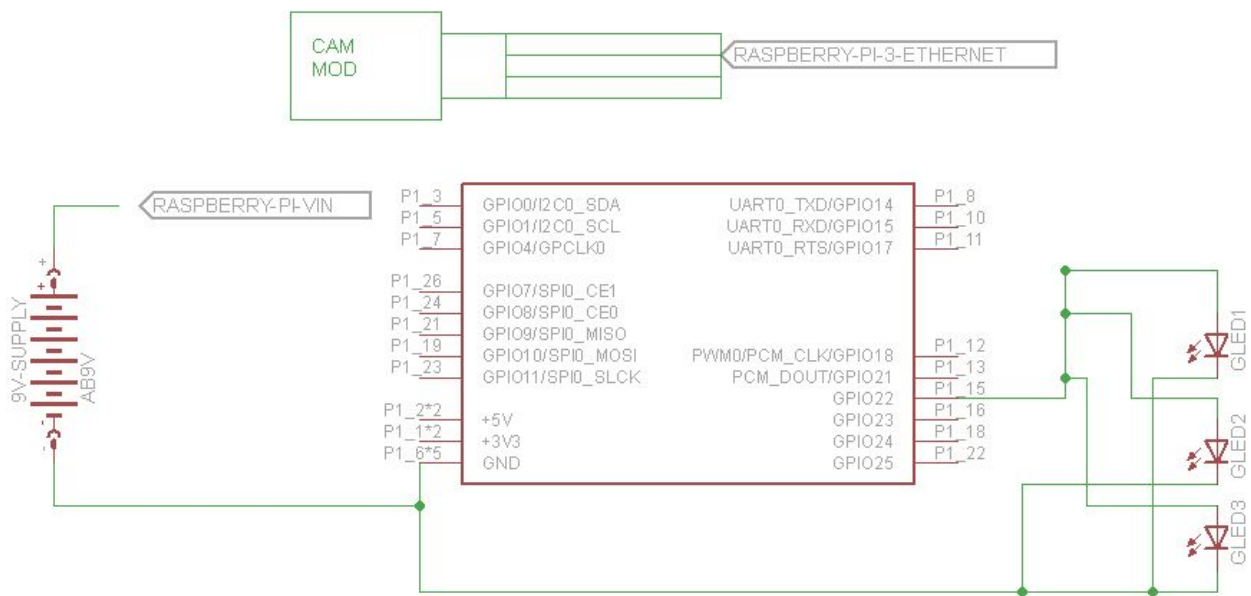 CAM
MOD
RASPBERRY-PI-3-ETHERNET
RASPBERRY-PI-VIN
9V-SUPPLY
AB9V
+
+
-
-
P1_3 GPIO0/I2C0_SDA
P1_5 GPIO1/I2C0_SCL
P1_7 GPIO4/GPCLK0
P1_26 GPIO7/SPI0_CE1
P1_24 GPIO8/SPI0_CE0
P1_21 GPIO9/SPI0_MISO
P1_19 GPIO10/SPI0_MOSI
P1_23 GPIO11/SPI0_SLCK
P1_2*2 +5V
P1_1*2 +3V3
P1_6*5 GND
UART0_TXD/GPIO14 P1_8
UART0_RXD/GPIO15 P1_10
UART0_RTS/GPIO17 P1_11
PWM0/PCM_CLK/GPIO18 P1_12
PCM_DOUT/GPIO21 P1_13
GPIO22 P1_15
GPIO23 P1_16
GPIO24 P1_18
GPIO25 P1_22
GLED1
GLED2
GLED3